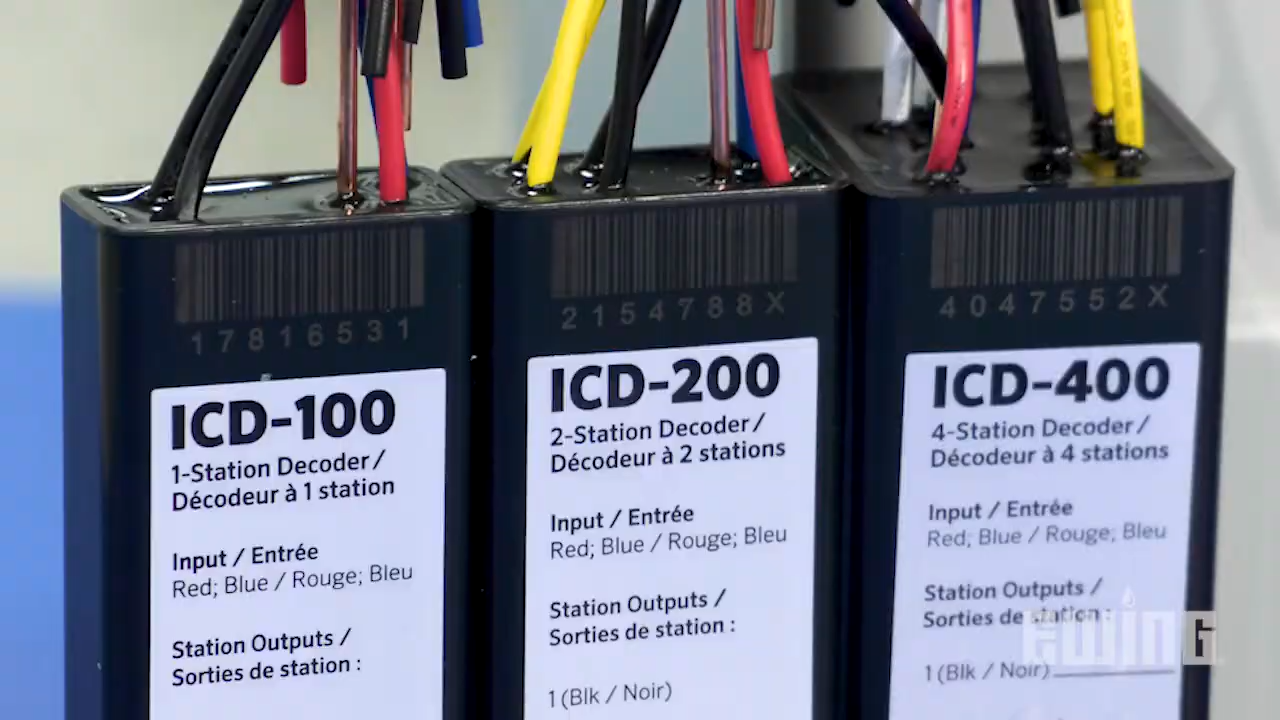 17816531
ICD-100
1-Station Decoder /
Décodeur à 1 station
Input / Entrée
Red; Blue / Rouge; Bleu
Station Outputs /
Sorties de station :
2154788X
ICD-200
2-Station Decoder /
Décodeur à 2 stations
Input / Entrée
Red; Blue / Rouge; Bleu
Station Outputs /
Sorties de station :
1 (Blk / Noir)
4047552X
ICD-400
4-Station Decoder /
Décodeur à 4 stations
Input / Entrée
Red; Blue / Rouge; Bleu
Station Outputs /
Sorties de station :
1 (Blk / Noir)
EWING